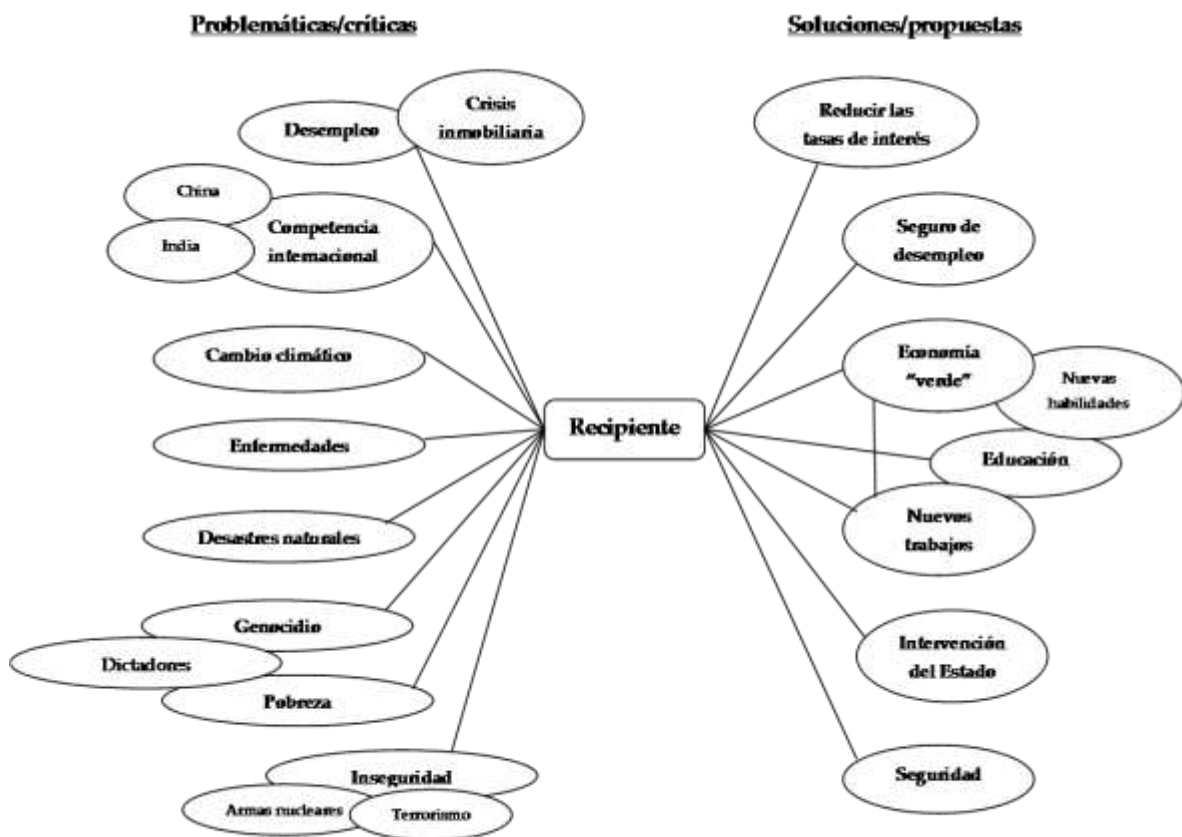 Problemáticas/críticas
Desempleo
Crisis
inmobiliaria
China
India
Competencia
internacional
Cambio climático
Enfermedades
Desastres naturales
Genocidio
Dictadores
Pobreza
Inseguridad
Armas nucleares
Terrorismo
Recipiente
Soluciones/propuestas
Reducir las
tasas de interés
Seguro de
desempleo
Economía
"verde"
Nuevas
habilidades
Educación
Nuevos
trabajos
Intervención
del Estado
Seguridad